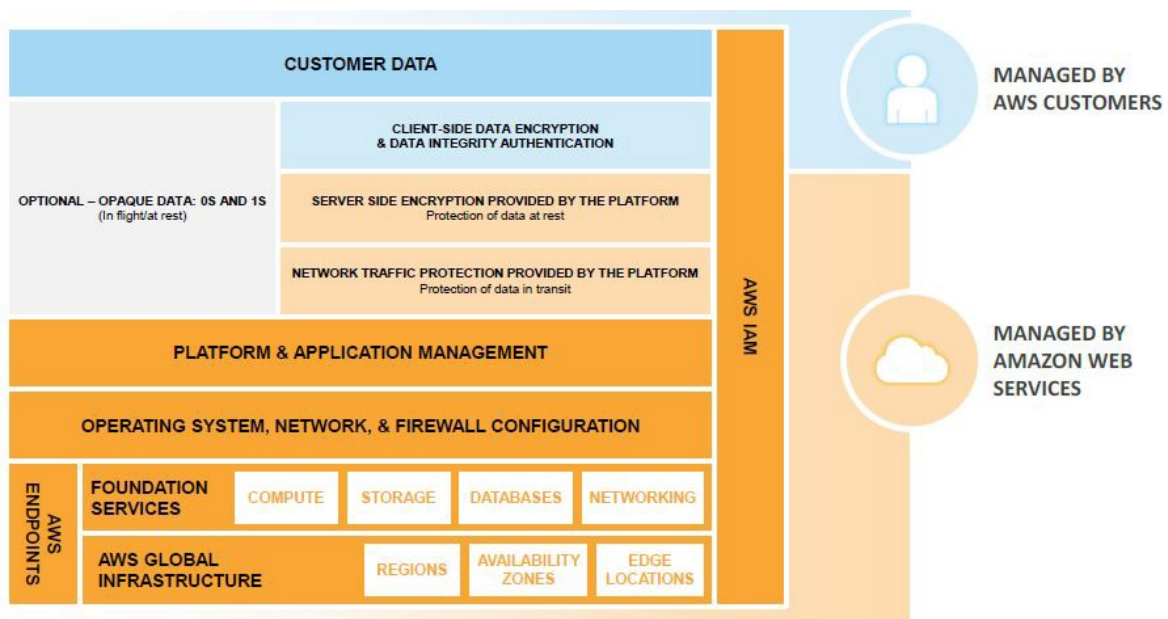 CUSTOMER DATA
CLIENT-SIDE DATA ENCRYPTION
& DATA INTEGRITY AUTHENTICATION
OPTIONAL – OPAQUE DATA: 0S AND 1S
(In flight/at rest)
SERVER SIDE ENCRYPTION PROVIDED BY THE PLATFORM
Protection of data at rest
NETWORK TRAFFIC PROTECTION PROVIDED BY THE PLATFORM
Protection of data in transit
PLATFORM & APPLICATION MANAGEMENT
OPERATING SYSTEM, NETWORK, & FIREWALL CONFIGURATION
AWS
ENDPOINTS
FOUNDATION
SERVICES
COMPUTE
STORAGE
DATABASES
NETWORKING
AWS GLOBAL
INFRASTRUCTURE
REGIONS
AVAILABILITY
ZONES
EDGE
LOCATIONS
AWS IAM
MANAGED BY
AWS CUSTOMERS
MANAGED BY
AMAZON WEB
SERVICES